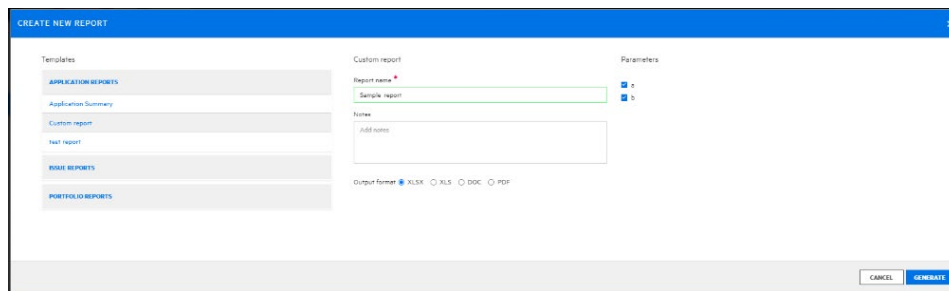 CREATE NEW REPORT
Templates
APPLICATION REPORTS
Application Summary
Custom report
test report
ISSUE REPORTS
PORTFOLIO REPORTS
Custom report
Report name *
Sample report
Notes
Add notes
Output format XLSX XLS DOC PDF
Parameters
a
b
CANCEL GENERATE